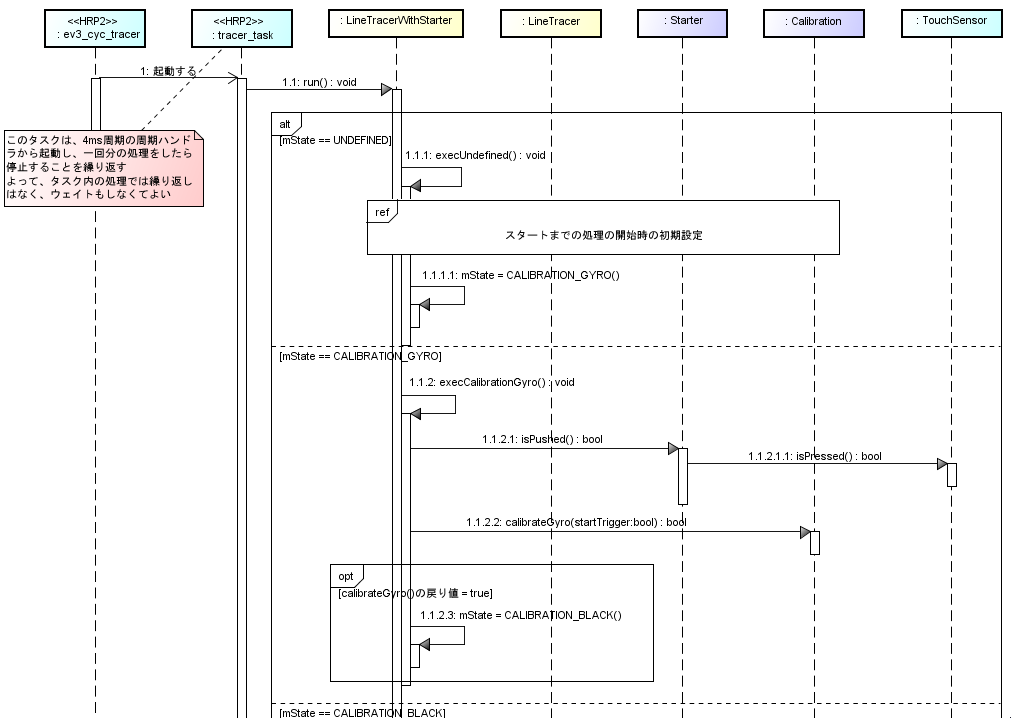 <<HRP2>>
: ev3_cyc_tracer
<<HRP2>>
: tracer_task
: LineTracerWithStarter
: LineTracer
: Starter
: Calibration
: TouchSensor
1: 起動する
1.1: run() : void
このタスクは、4ms周期の周期ハンド
ラから起動し、一回分の処理をしたら
停止することを繰り返す
よって、タスク内の処理では繰り返し
はなく、ウェイトもしなくてよい
alt
[mState == UNDEFINED]
1.1.1: execUndefined() : void
ref
スタートまでの処理の開始時の初期設定
1.1.1.1: mState = CALIBRATION_GYRO()
[mState == CALIBRATION_GYRO]
1.1.2: execCalibrationGyro() : void
1.1.2.1: isPushed() : bool
1.1.2.1.1: isPressed() : bool
1.1.2.2: calibrateGyro(startTrigger:bool) : bool
opt
[calibrateGyro()の戻り値 = true]
1.1.2.3: mState = CALIBRATION_BLACK()
[mState == CALIBRATION_BLACK]